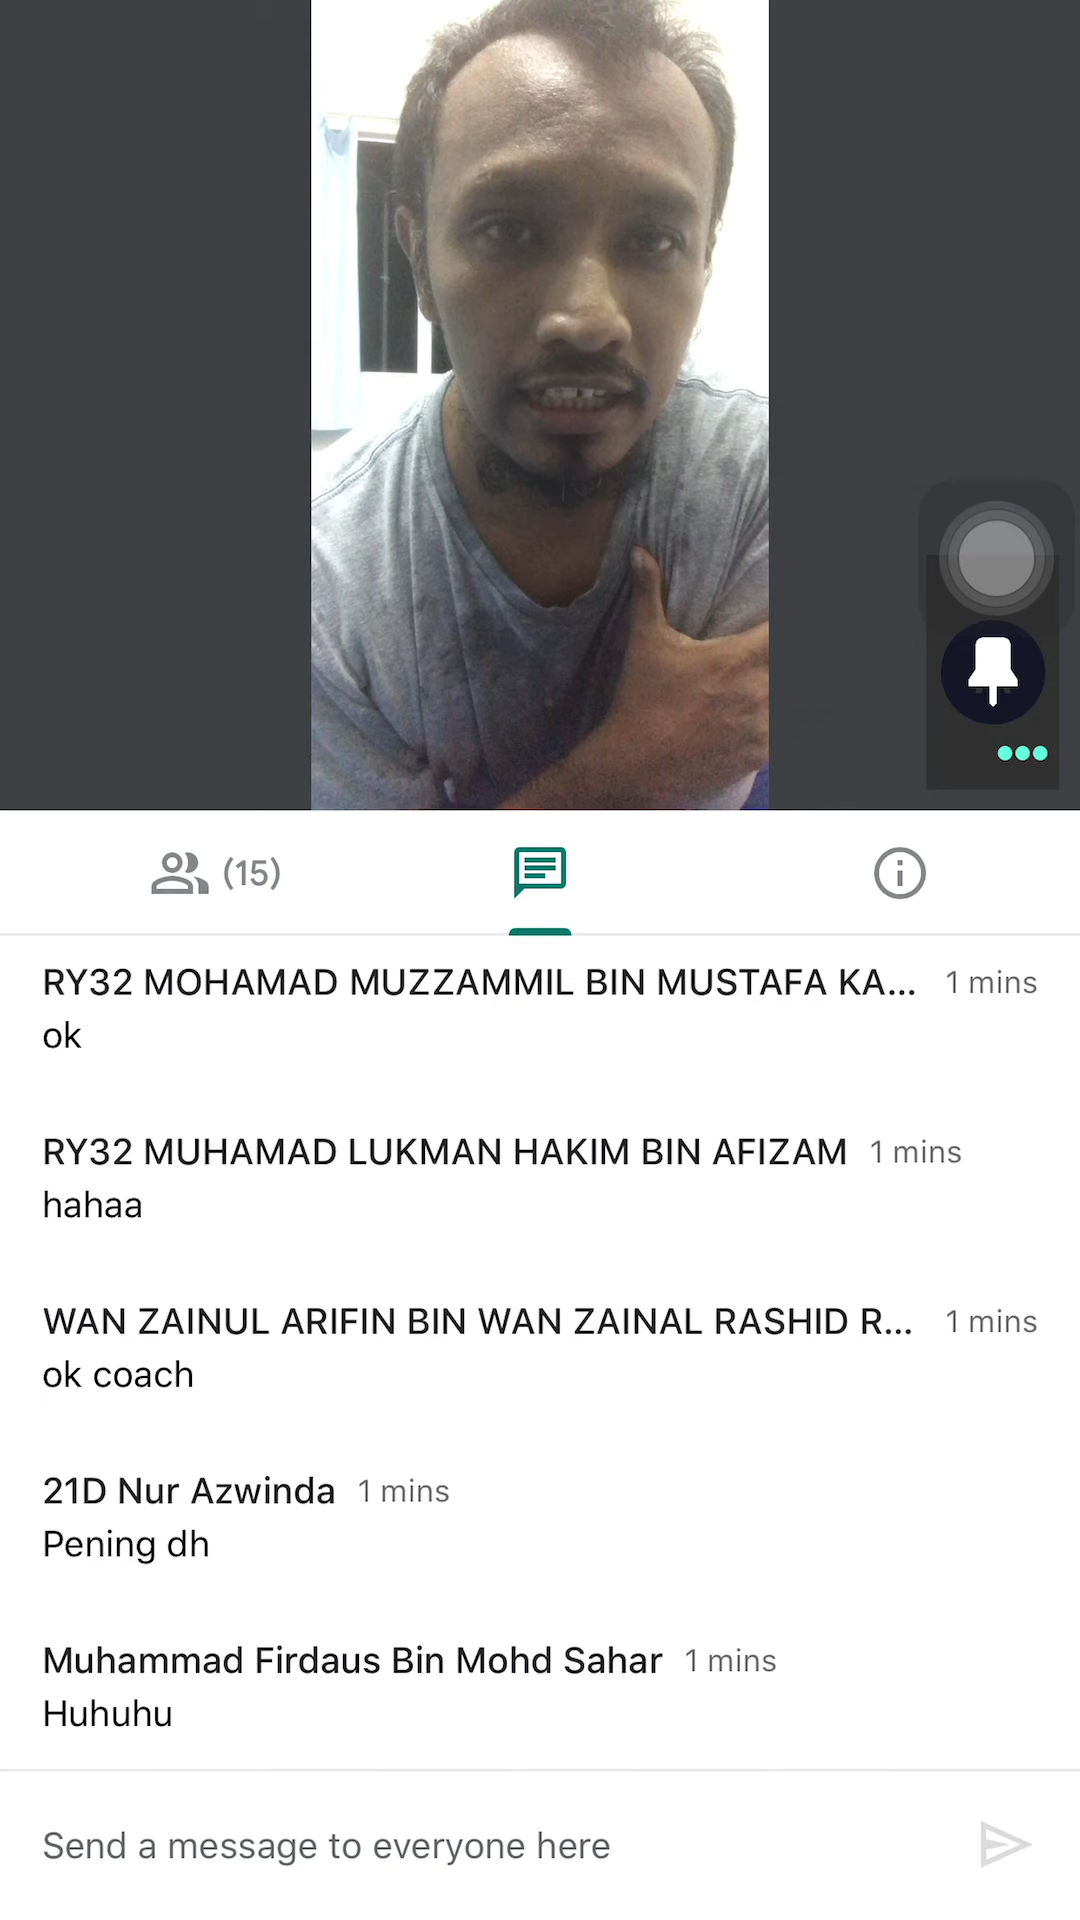 (15)
RY32 MOHAMAD MUZZAMMIL BIN MUSTAFA KA... 1 mins
ok
RY32 MUHAMAD LUKMAN HAKIM BIN AFIZAM 1 mins
hahaa
WAN ZAINUL ARIFIN BIN WAN ZAINAL RASHID R... 1 mins
ok coach
21D Nur Azwinda 1 mins
Pening dh
Muhammad Firdaus Bin Mohd Sahar 1 mins
Huhuhu
Send a message to everyone here